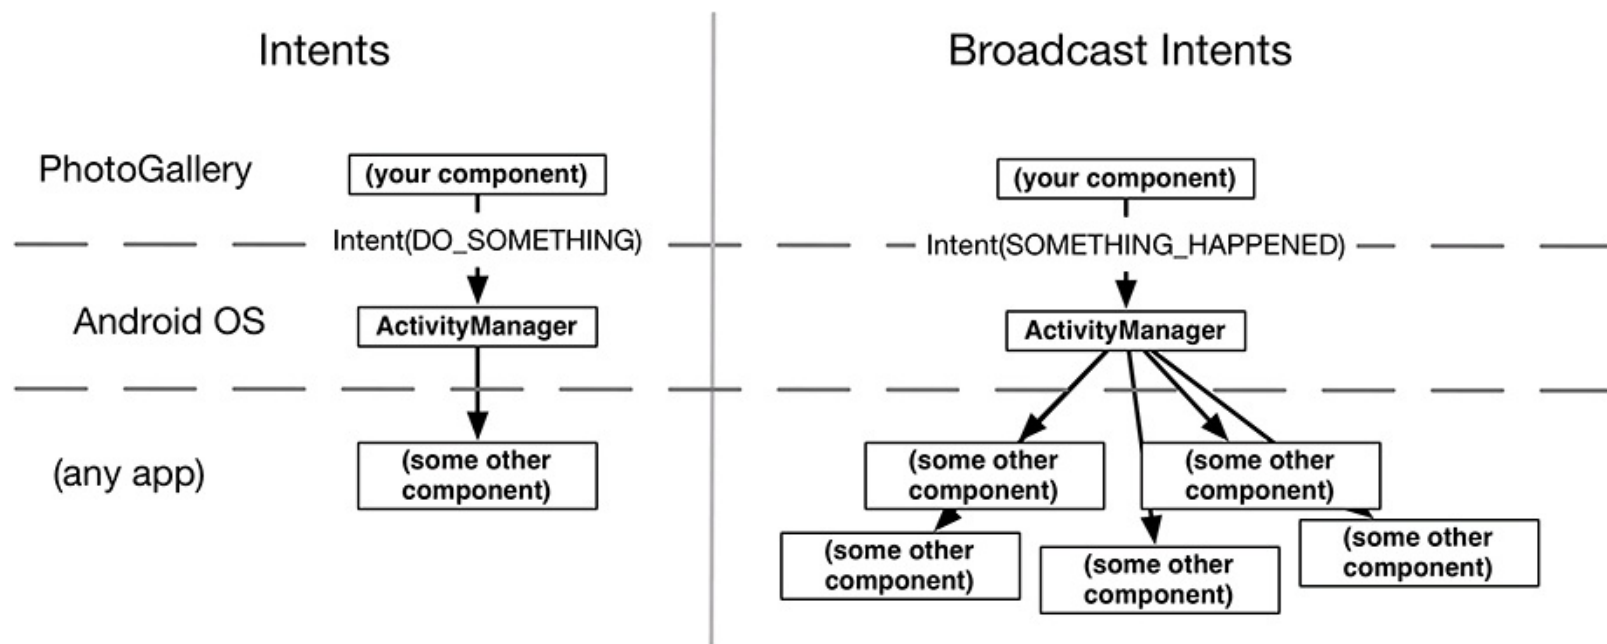 Intents
Broadcast Intents
PhotoGallery
(your component)
(your component)
Intent(DO_SOMETHING)
Intent(SOMETHING_HAPPENED)
Android OS
ActivityManager
ActivityManager
(any app)
(some other
component)
(some other
component)
(some other
component)
(some other
component)
(some other
component)
(some other
component)